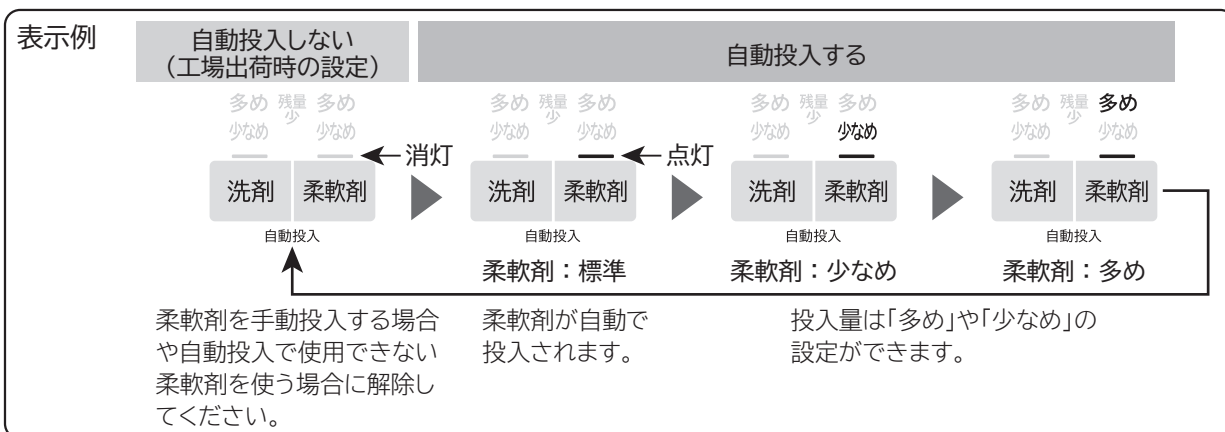 表示例
自動投入しない
（工場出荷時の設定）
自動投入する
多め 残量少 多め
少なめ 少なめ
消灯
洗剤 柔軟剤
自動投入
多め 残量少 多め
少なめ 少なめ
点灯
洗剤 柔軟剤
自動投入
柔軟剤：標準
多め 残量少 多め
少なめ 少なめ
洗剤 柔軟剤
自動投入
柔軟剤：少なめ
多め 残量少 多め
少なめ 少なめ
洗剤 柔軟剤
自動投入
柔軟剤：多め
柔軟剤を手動投入する場合
や自動投入で使用できない
柔軟剤を使う場合に解除し
てください。
柔軟剤が自動で
投入されます。
投入量は「多め」や「少なめ」の
設定ができます。